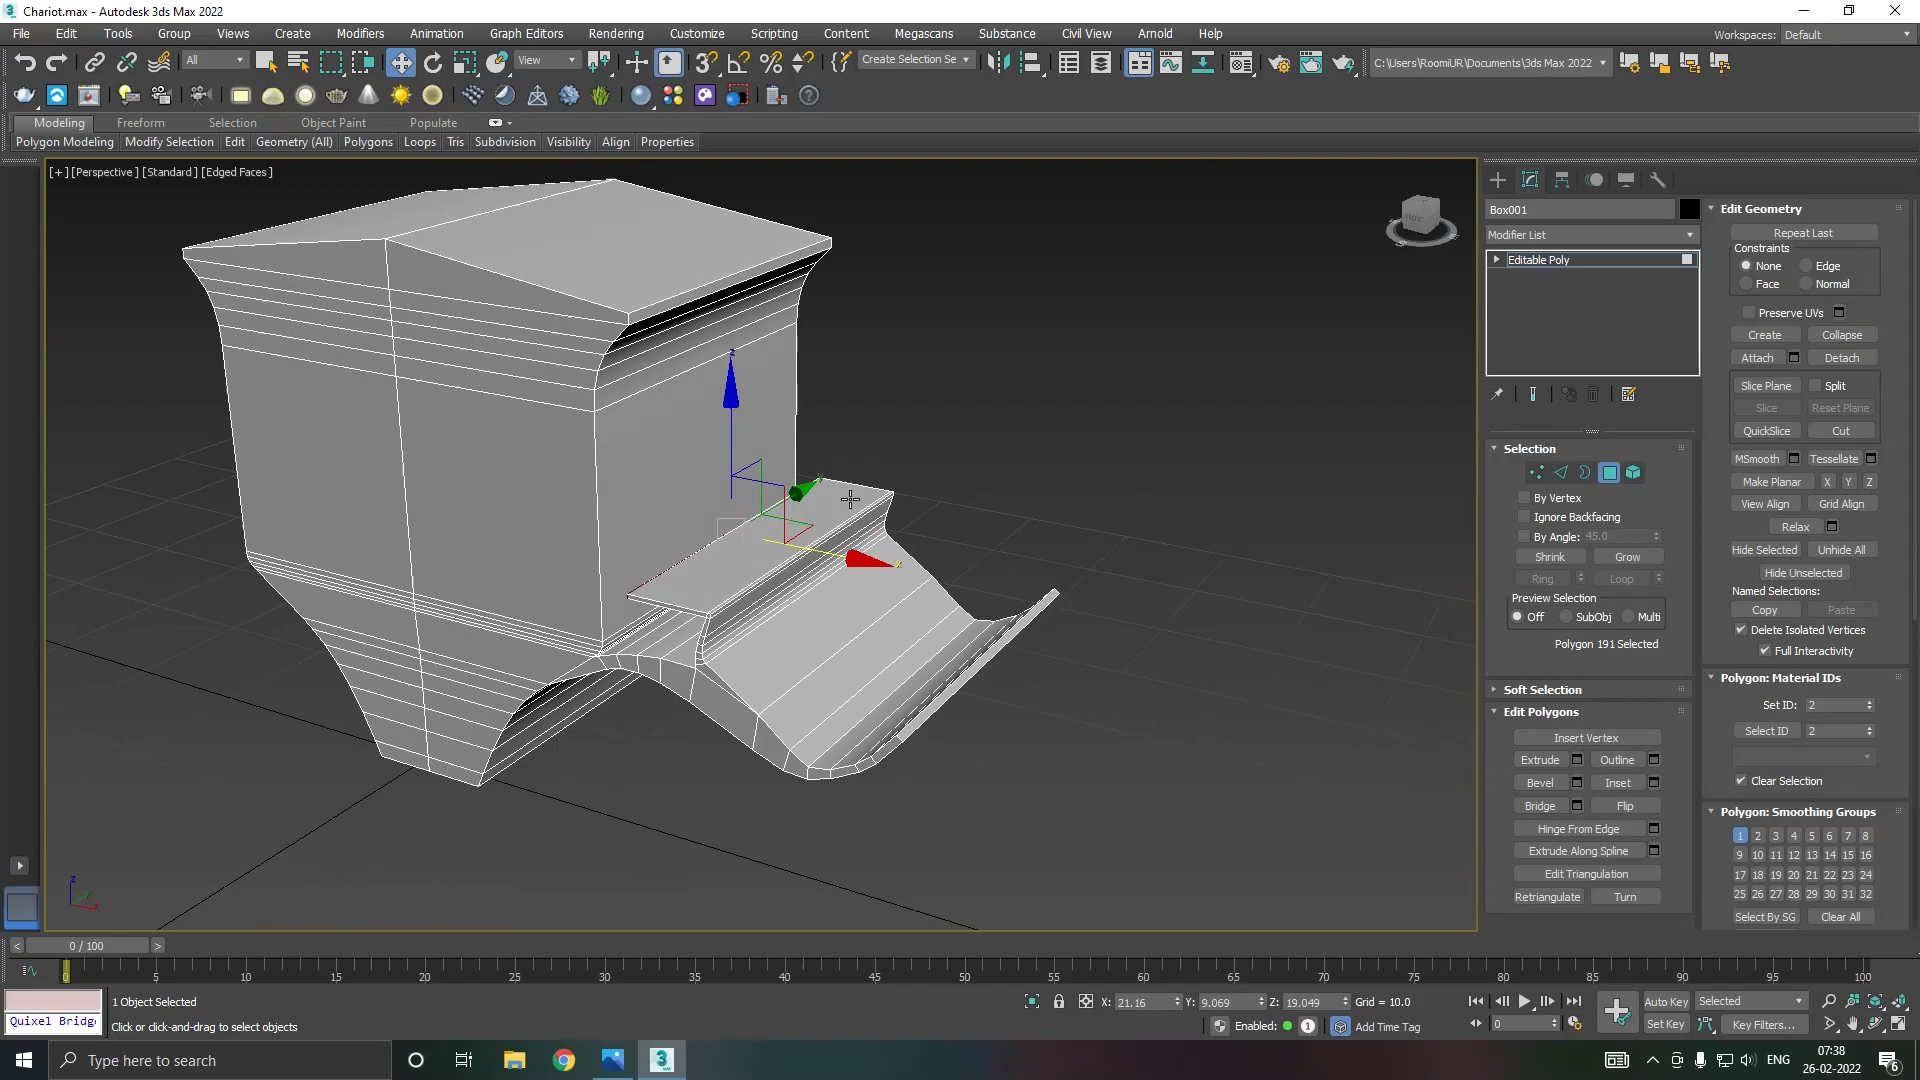 Chariot.max - Autodesk 3ds Max 2022
File Edit Tools Group Views Create Modifiers Animation Graph Editors Rendering Customize Scripting Content Megascans Substance Civil View Arnold Help
Workspaces: Default
All View Create Selection Se C:\Users\RoomiUR\Documents\3ds Max 2022
Modeling Freeform Selection Object Paint Populate
Polygon Modeling Modify Selection Edit Geometry (All) Polygons Loops Tris Subdivision Visibility Align Properties
[+] [Perspective] [Standard] [Edged Faces]
z
x
Box001
Modifier List
Editable Poly
Selection
By Vertex
Ignore Backfacing
By Angle: 45.0
Shrink Grow
Ring Loop
Preview Selection
Off SubObj Multi
Polygon 191 Selected
Soft Selection
Edit Polygons
Insert Vertex
Extrude Outline
Bevel Inset
Bridge Flip
Hinge From Edge
Extrude Along Spline
Edit Triangulation
Retriangulate Turn
Edit Geometry
Repeat Last
Constraints
None Edge
Face Normal
Preserve UVs
Create Collapse
Attach Detach
Slice Plane Split
Slice Reset Plane
QuickSlice Cut
MSmooth Tessellate
Make Planar X Y Z
View Align Grid Align
Relax
Hide Selected Unhide All
Hide Unselected
Named Selections:
Copy Paste
Delete Isolated Vertices
Full Interactivity
Polygon: Material IDs
Set ID: 2
Select ID 2
Clear Selection
Polygon: Smoothing Groups
1 2 3 4 5 6 7 8
9 10 11 12 13 14 15 16
17 18 19 20 21 22 23 24
25 26 27 28 29 30 31 32
Select By SG Clear All
< 0 / 100 >
0 5 10 15 20 25 30 35 40 45 50 55 60 65 70 75 80 85 90 95 100
1 Object Selected
X: 21.16 Y: 9.069 Z: 19.049 Grid = 10.0
Auto Key Selected
Quixel Bridg
Click or click-and-drag to select objects
Enabled: 1 Add Time Tag
0
Set Key Key Filters...
Type here to search
ENG
07:38
26-02-2022
6